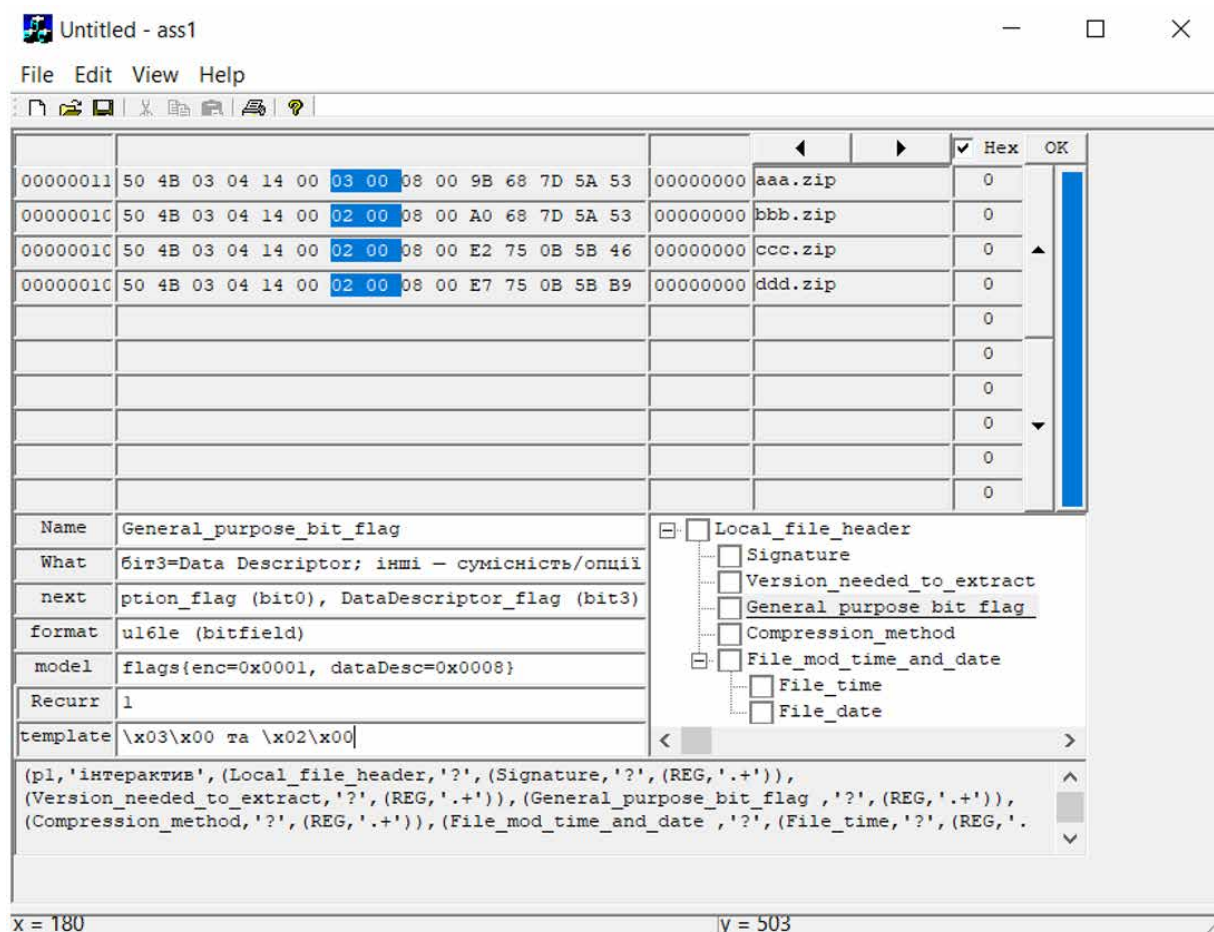 Untitled - ass1
File Edit View Help
Hex OK
00000011 50 4B 03 04 14 00 03 00 08 00 9B 68 7D 5A 53 00000000 aaa.zip 0
0000001C 50 4B 03 04 14 00 02 00 08 00 A0 68 7D 5A 53 00000000 bbb.zip 0
00000010 50 4B 03 04 14 00 02 00 08 00 E2 75 0B 5B 46 00000000 ccc.zip 0
0000001C 50 4B 03 04 14 00 02 00 08 00 E7 75 0B 5B B9 00000000 ddd.zip 0
0
0
0
0
0
0
Name General_purpose_bit_flag
What біт3=Data Descriptor; інші — сумісність/опції
next ption_flag (bit0), DataDescriptor_flag (bit3)
format u16le (bitfield)
model flags{enc=0x0001, dataDesc=0x0008}
Recurr 1
template \x03\x00 та \x02\x00
Local_file_header
Signature
Version_needed_to_extract
General_purpose_bit_flag
Compression_method
File_mod_time_and_date
File_time
File_date
(p1,'інтерактив',(Local_file_header,'?',(Signature,'?',(REG,'.+')),
(Version_needed_to_extract,'?',(REG,'.+')),(General_purpose_bit_flag ,'?',(REG,'.+')),
(Compression_method,'?',(REG,'.+')),(File_mod_time_and_date ,'?',(File_time,'?',(REG,'.
x = 180 y = 503